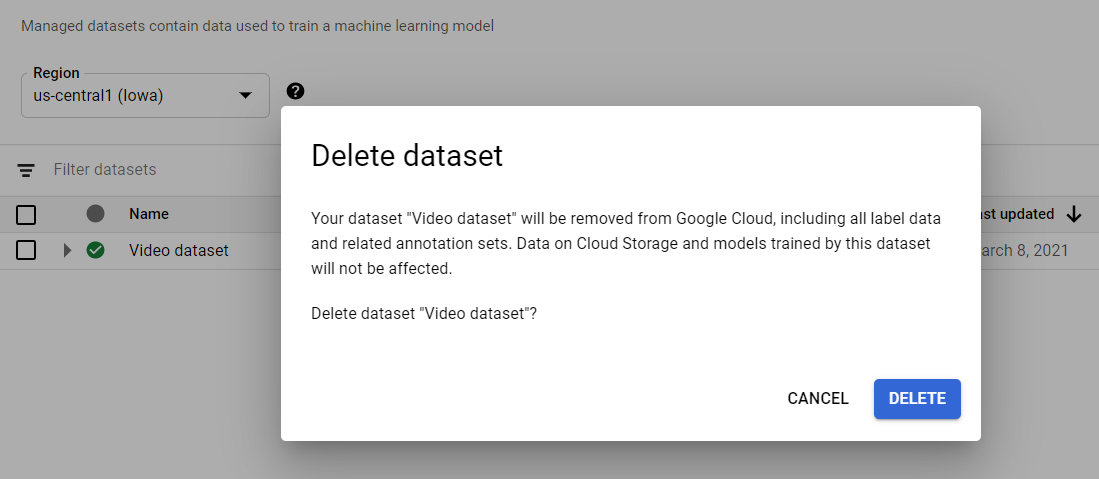 Managed datasets contain data used to train a machine learning model
Region
us-central1 (Iowa)
?
Filter datasets
Name
Video dataset
Delete dataset
Your dataset "Video dataset" will be removed from Google Cloud, including all label data
and related annotation sets. Data on Cloud Storage and models trained by this dataset
will not be affected.
Delete dataset "Video dataset"?
CANCEL DELETE
updated
8, 2021